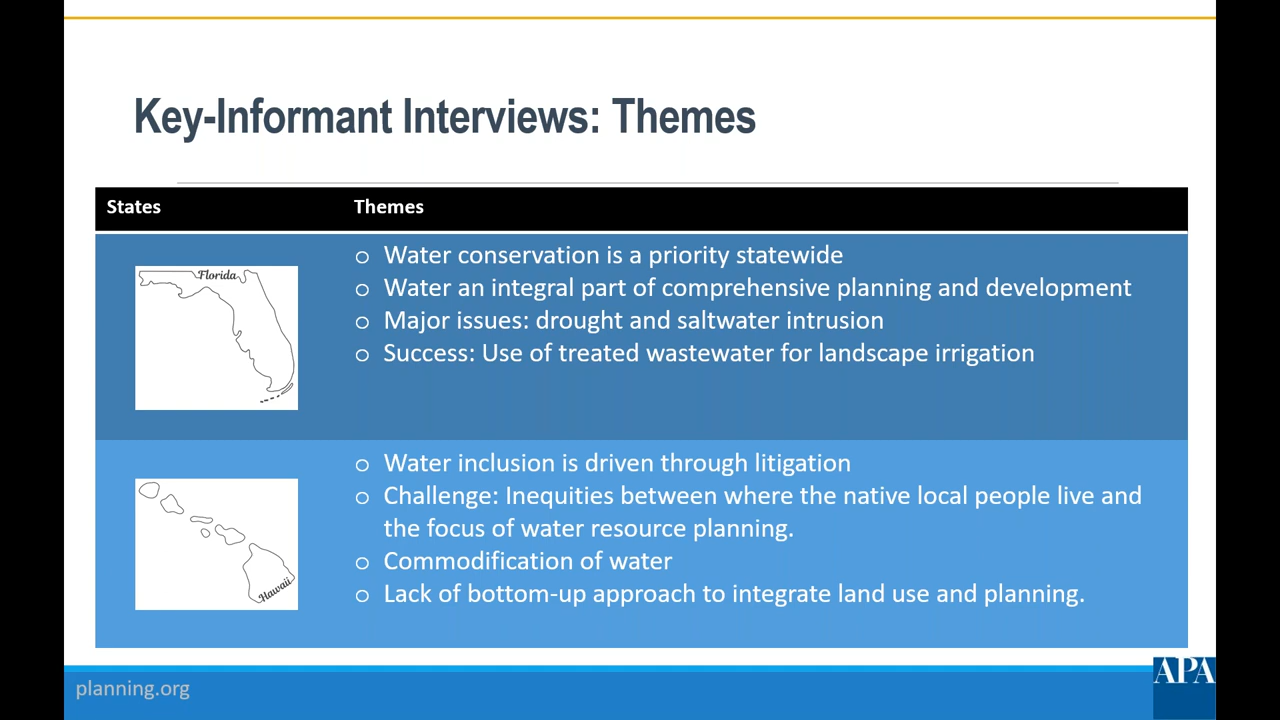 Key-Informant Interviews: Themes
States
Themes
Florida
o Water conservation is a priority statewide
o Water an integral part of comprehensive planning and development
o Major issues: drought and saltwater intrusion
o Success: Use of treated wastewater for landscape irrigation
Hawaii
o Water inclusion is driven through litigation
o Challenge: Inequities between where the native local people live and
the focus of water resource planning.
o Commodification of water
o Lack of bottom-up approach to integrate land use and planning.
planning.org
APA